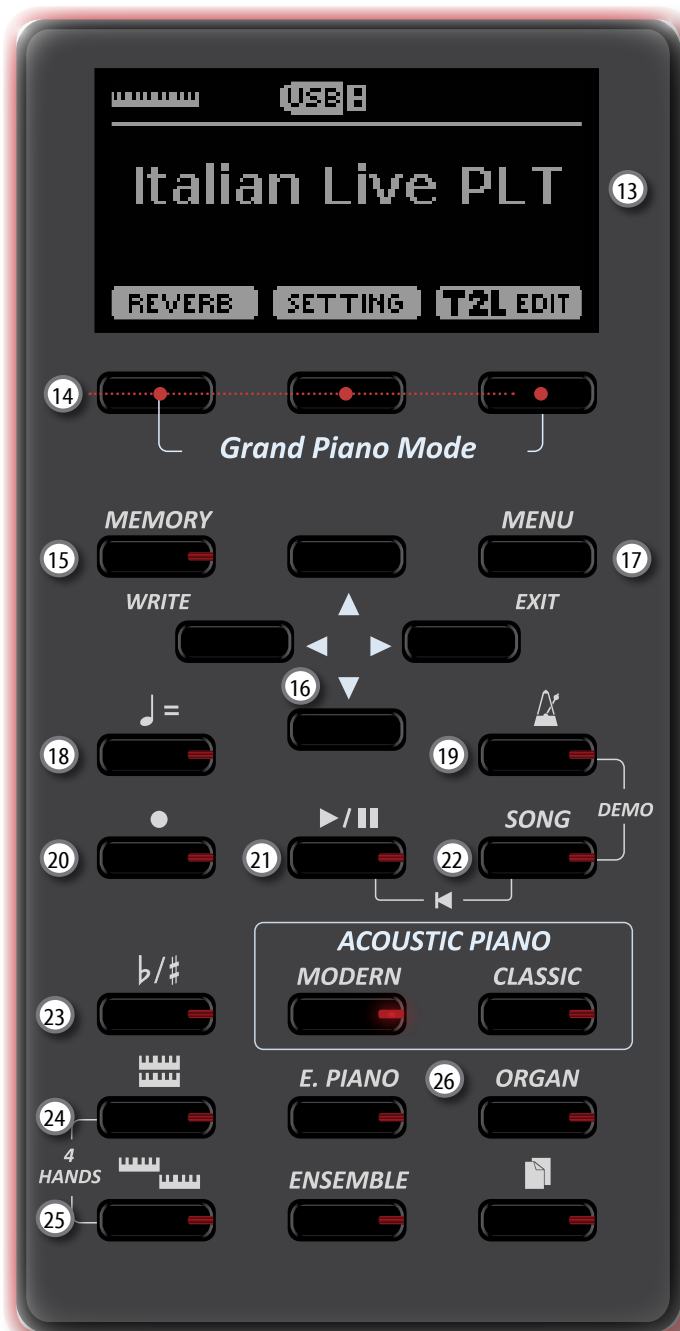 USB
Italian Live PLT
13
REVERB SETTING T2L EDIT
14
Grand Piano Mode
MEMORY MENU
15 17
WRITE EXIT
16
=
18 19
DEMO
/ SONG
20 21 22
ACOUSTIC PIANO
♭/♯ MODERN CLASSIC
23
E. PIANO 26 ORGAN
24
4
HANDS
ENSEMBLE
25